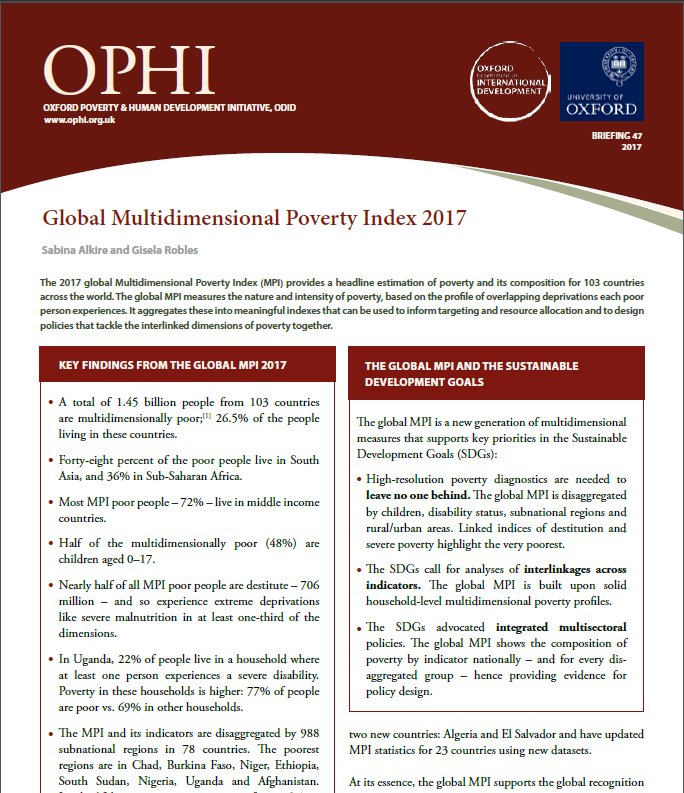 OPHI
OXFORD POVERTY & HUMAN DEVELOPMENT INITIATIVE, ODID
www.ophi.org.uk
OXFORD
DEPARTMENT OF
INTERNATIONAL
DEVELOPMENT
UNIVERSITY OF
OXFORD
BRIEFING 47
2017
Global Multidimensional Poverty Index 2017
Sabina Alkire and Gisela Robles
The 2017 global Multidimensional Poverty Index (MPI) provides a headline estimation of poverty and its composition for 103 countries
across the world. The global MPI measures the nature and intensity of poverty, based on the profile of overlapping deprivations each poor
person experiences. It aggregates these into meaningful indexes that can be used to inform targeting and resource allocation and to design
policies that tackle the interlinked dimensions of poverty together.
KEY FINDINGS FROM THE GLOBAL MPI 2017
• A total of 1.45 billion people from 103 countries
are multidimensionally poor;[1] 26.5% of the people
living in these countries.
• Forty-eight percent of the poor people live in South
Asia, and 36% in Sub-Saharan Africa.
• Most MPI poor people – 72% – live in middle income
countries.
• Half of the multidimensionally poor (48%) are
children aged 0–17.
• Nearly half of all MPI poor people are destitute – 706
million – and so experience extreme deprivations
like severe malnutrition in at least one-third of the
dimensions.
• In Uganda, 22% of people live in a household where
at least one person experiences a severe disability.
Poverty in these households is higher: 77% of people
are poor vs. 69% in other households.
• The MPI and its indicators are disaggregated by 988
subnational regions in 78 countries. The poorest
regions are in Chad, Burkina Faso, Niger, Ethiopia,
South Sudan, Nigeria, Uganda and Afghanistan.
THE GLOBAL MPI AND THE SUSTAINABLE
DEVELOPMENT GOALS
The global MPI is a new generation of multidimensional
measures that supports key priorities in the Sustainable
Development Goals (SDGs):
• High-resolution poverty diagnostics are needed to
leave no one behind. The global MPI is disaggregated
by children, disability status, subnational regions and
rural/urban areas. Linked indices of destitution and
severe poverty highlight the very poorest.
• The SDGs call for analyses of interlinkages across
indicators. The global MPI is built upon solid
household-level multidimensional poverty profiles.
• The SDGs advocated integrated multisectoral
policies. The global MPI shows the composition of
poverty by indicator nationally – and for every dis-
aggregated group – hence providing evidence for
policy design.
two new countries: Algeria and El Salvador and have updated
MPI statistics for 23 countries using new datasets.
At its essence, the global MPI supports the global recognition